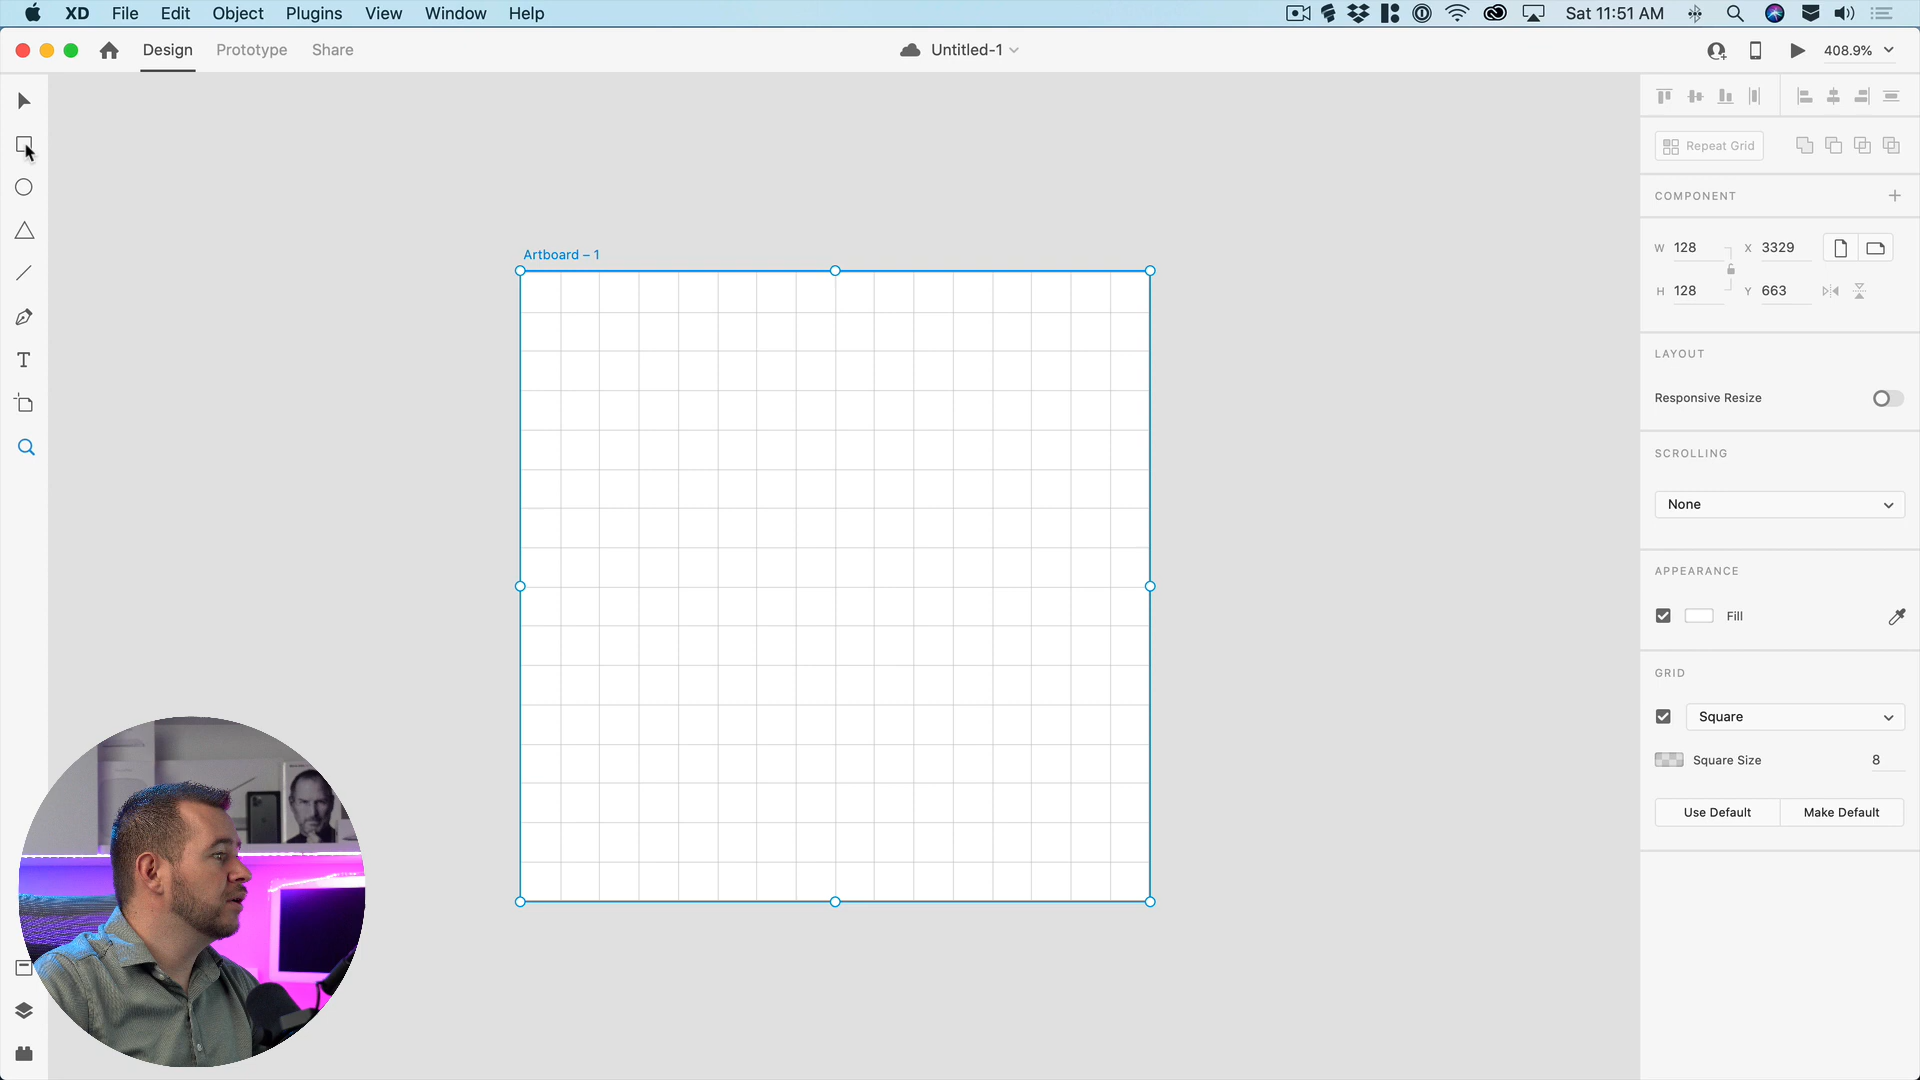 XD File Edit Object Plugins View Window Help Sat 11:51 AM
Design Prototype Share Untitled-1 408.9%
Repeat Grid
COMPONENT
W 128 X 3329
H 128 Y 663
LAYOUT
Responsive Resize
SCROLLING
None
APPEARANCE
Fill
GRID
Square
Square Size 8
Use Default Make Default
Artboard – 1
T